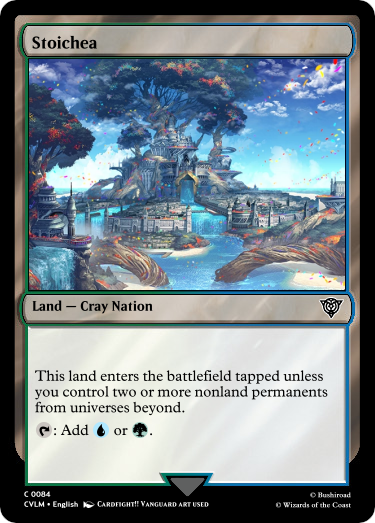 Stoichea
Land — Cray Nation
This land enters the battlefield tapped unless
you control two or more nonland permanents
from universes beyond.
: Add or .
C 0084
© Bushiroad
CVLM • English CARDFIGHT!! VANGUARD ART USED
© Wizards of the Coast